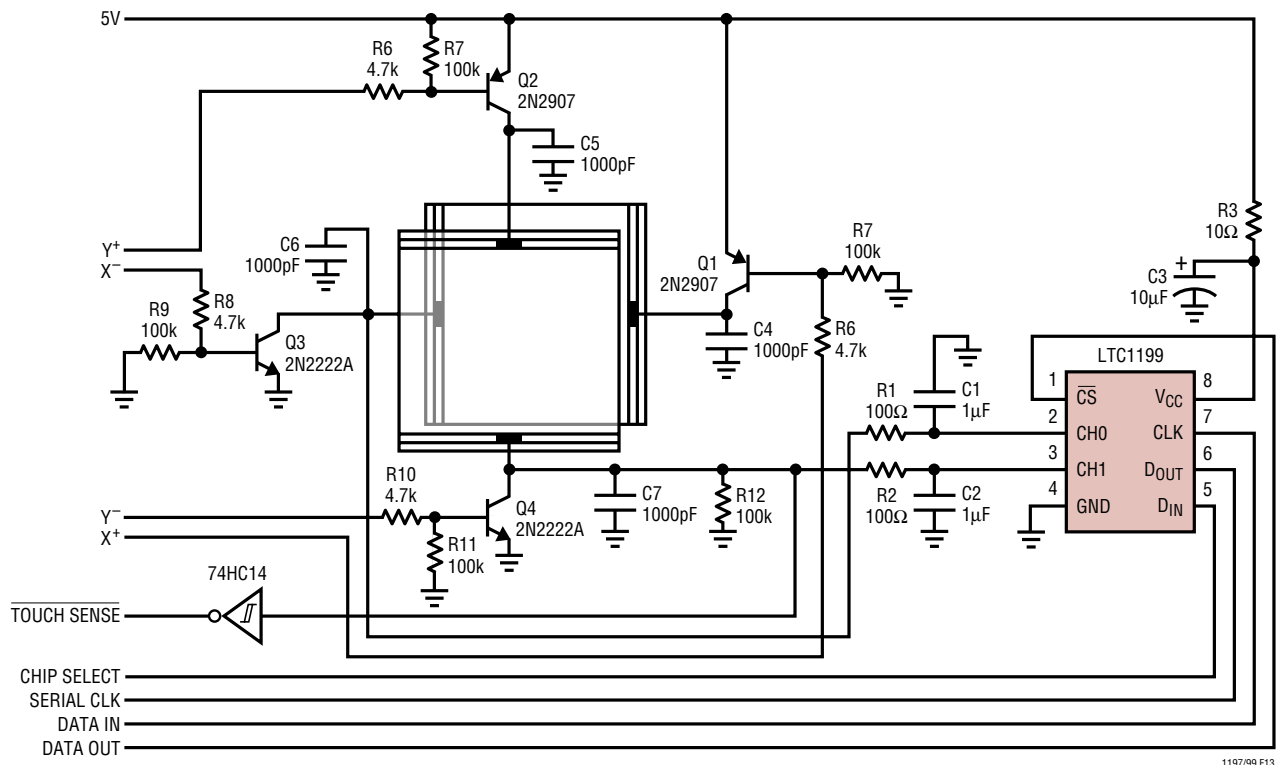 5V
R6
4.7k
R7
100k
Q2
2N2907
C5
1000pF
Y+
X−
C6
1000pF
R9
100k
R8
4.7k
Q3
2N2222A
Q1
2N2907
R7
100k
C4
1000pF
R6
4.7k
R3
10Ω
+
C3
10µF
LTC1199
R1
100Ω
C1
1µF
R2
100Ω
C2
1µF
1
2
3
4
CS
CH0
CH1
GND
VCC
CLK
DOUT
DIN
8
7
6
5
R10
4.7k
Q4
2N2222A
C7
1000pF
R12
100k
R11
100k
Y−
X+
74HC14
TOUCH SENSE
CHIP SELECT
SERIAL CLK
DATA IN
DATA OUT
1197/99 F13